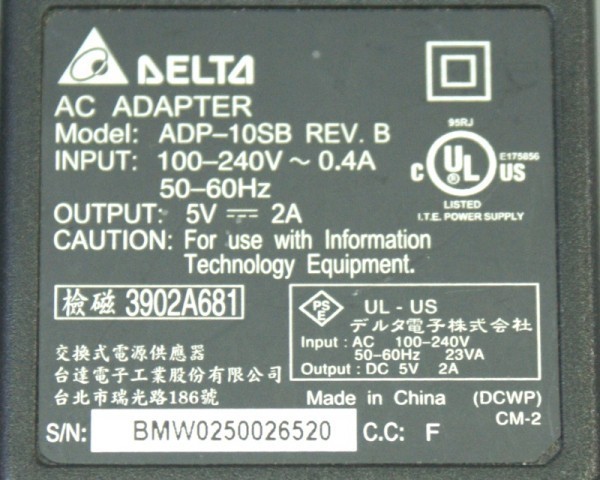 DELTA
AC ADAPTER
Model: ADP-10SB REV. B
INPUT: 100-240V ~ 0.4A
50-60Hz
OUTPUT: 5V ⎓ 2A
CAUTION: For use with Information
Technology Equipment.
95RJ
E175856
C UL US
LISTED
I.T.E. POWER SUPPLY
檢磁 3902A681
PSE
UL - US
デルタ電子株式会社
Input : AC 100-240V
50-60Hz 23VA
Output : DC 5V 2A
交換式電源供應器
台達電子工業股份有限公司
台北市瑞光路186號
Made in China (DCWP)
CM-2
S/N: BMW0250026520 C.C: F